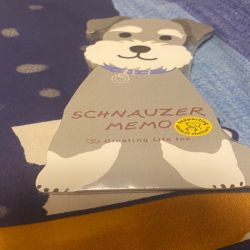 SCHNAUZER
MEMO
Greeting Life Inc.